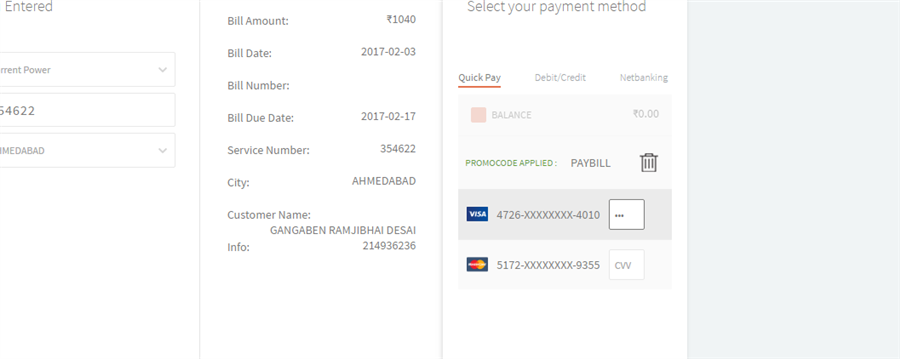 Entered
rrent Power
54622
HMEDABAD
Bill Amount: ₹1040
Bill Date: 2017-02-03
Bill Number:
Bill Due Date: 2017-02-17
Service Number: 354622
City: AHMEDABAD
Customer Name:
GANGABEN RAMJIBHAI DESAI
Info: 214936236
Select your payment method
Quick Pay Debit/Credit Netbanking
BALANCE ₹0.00
PROMOCODE APPLIED : PAYBILL
VISA 4726-XXXXXXXX-4010 •••
5172-XXXXXXXX-9355 CVV